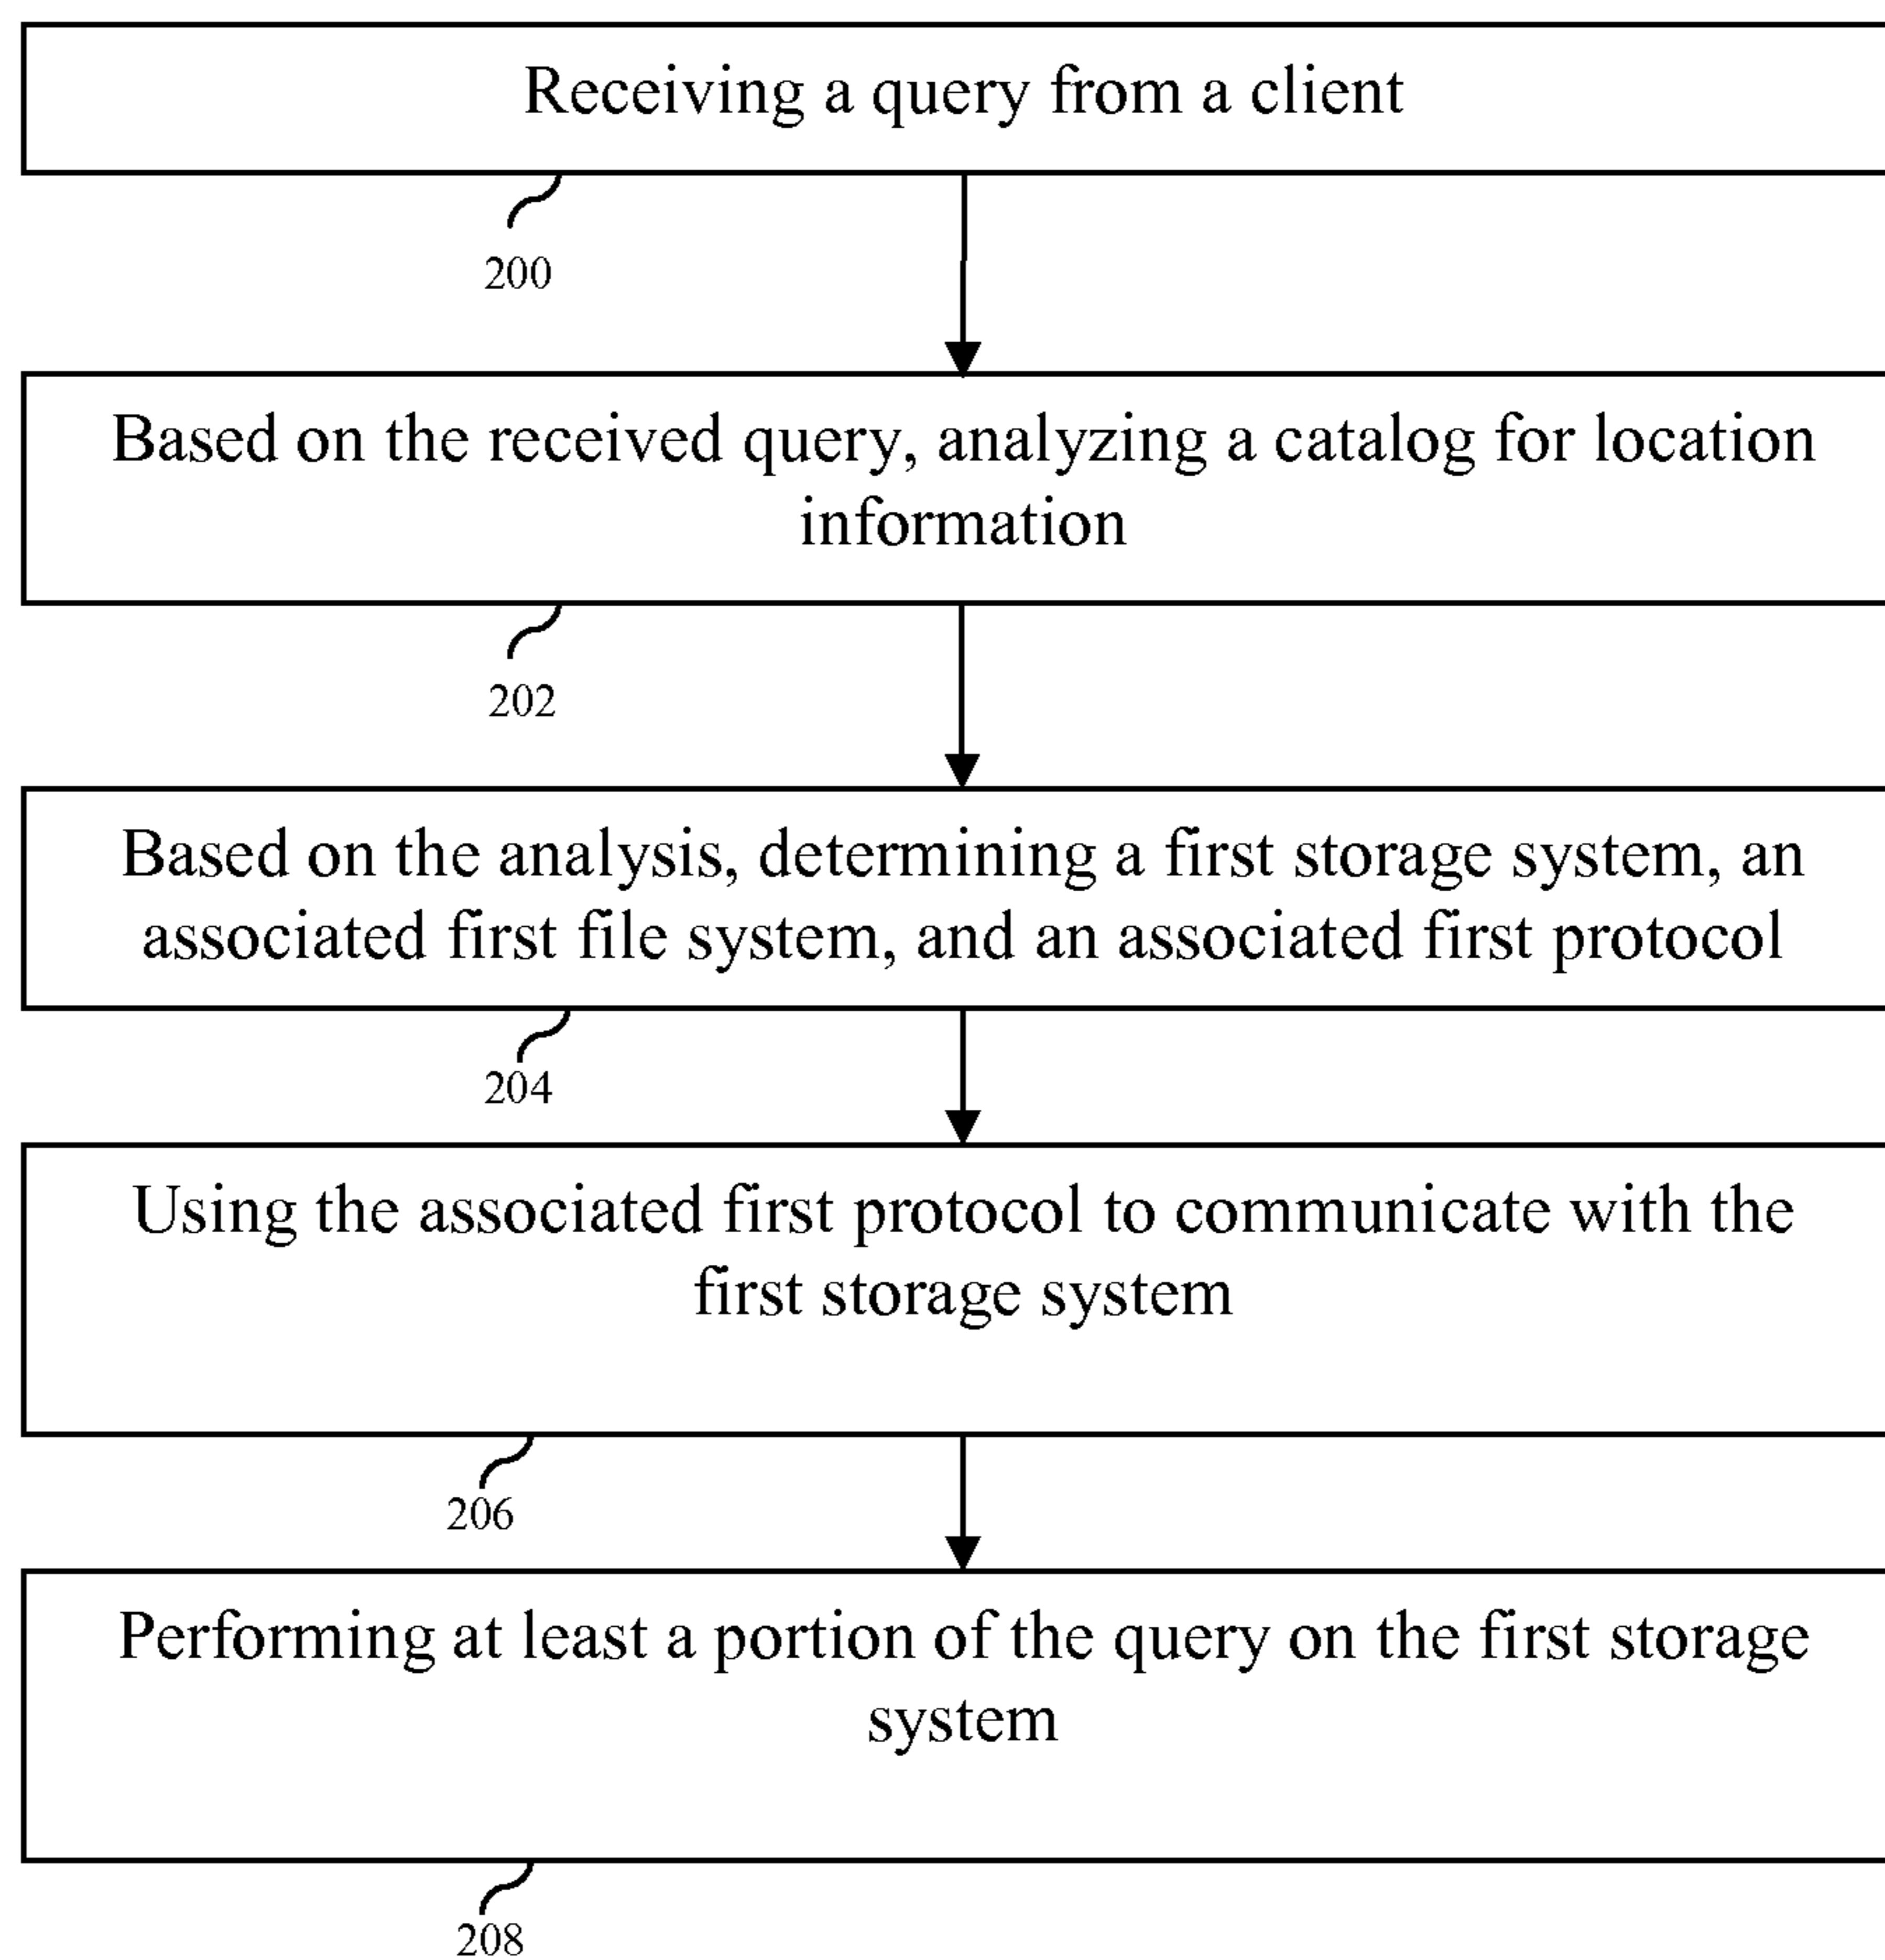 Receiving a query from a client
200
Based on the received query, analyzing a catalog for location
information
202
Based on the analysis, determining a first storage system, an
associated first file system, and an associated first protocol
204
Using the associated first protocol to communicate with the
first storage system
206
Performing at least a portion of the query on the first storage
system
208